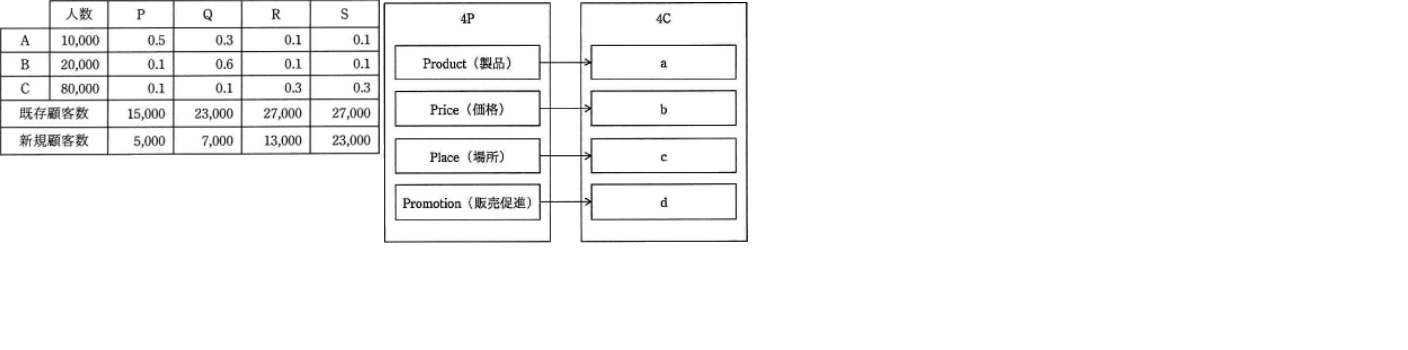 人数 P Q R S
A 10,000 0.5 0.3 0.1 0.1
B 20,000 0.1 0.6 0.1 0.1
C 80,000 0.1 0.1 0.3 0.3
既存顧客数 15,000 23,000 27,000 27,000
新規顧客数 5,000 7,000 13,000 23,000
4P 4C
Product（製品） a
Price（価格） b
Place（場所） c
Promotion（販売促進） d